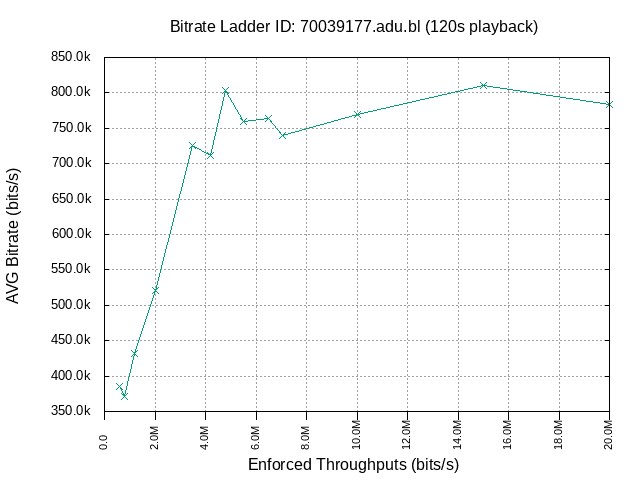 Bitrate Ladder ID: 70039177.adu.bl (120s playback)
850.0k
800.0k
750.0k
700.0k
650.0k
600.0k
550.0k
500.0k
450.0k
400.0k
350.0k
AVG Bitrate (bits/s)
0.0 2.0M 4.0M 6.0M 8.0M 10.0M 12.0M 14.0M 16.0M 18.0M 20.0M
Enforced Throughputs (bits/s)